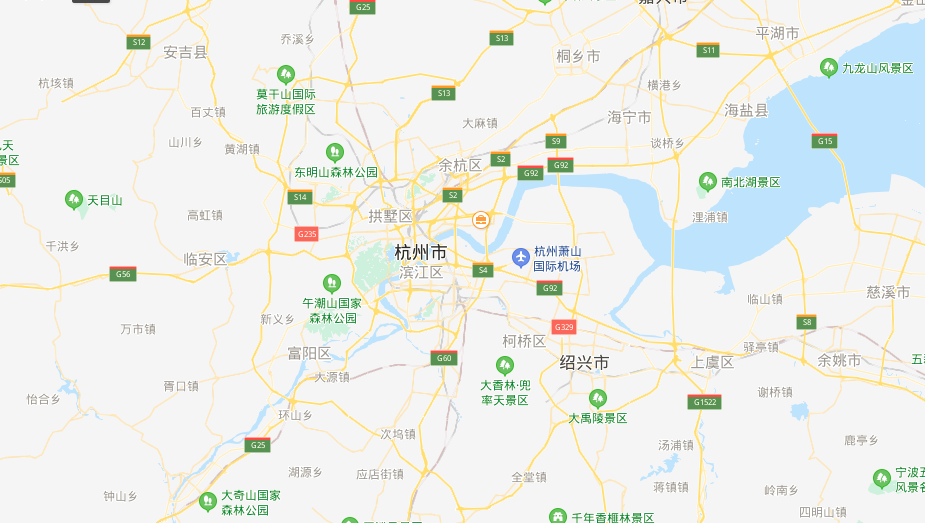 G25
S12
安吉县
乔溪乡
S13
桐乡市
S11
平湖市
九龙山风景区
杭垓镇
莫干山国际
旅游度假区
S13
横港乡
百丈镇
大麻镇
海宁市
海盐县
山川乡
黄湖镇
S9
谈桥乡
G15
东明山森林公园
余杭区
S2
G92
G92
南北湖景区
天目山
S14
S2
高虹镇
拱墅区
浬浦镇
G235
千洪乡
临安区
杭州市
杭州萧山
国际机场
G56
滨江区
S4
G92
慈溪市
午潮山国家
森林公园
临山镇
新义乡
万市镇
G329
S8
富阳区
柯桥区
驿亭镇
G60
绍兴市
上虞区
余姚市
大源镇
大香林·兜
率天景区
胥口镇
谢桥镇
怡合乡
环山乡
大禹陵景区
G1522
次坞镇
G25
汤浦镇
鹿亭乡
湖源乡
应店街镇
全堂镇
蒋镇镇
岭南乡
钟山乡
大奇山国家
森林公园
千年香榧林景区
四明山镇